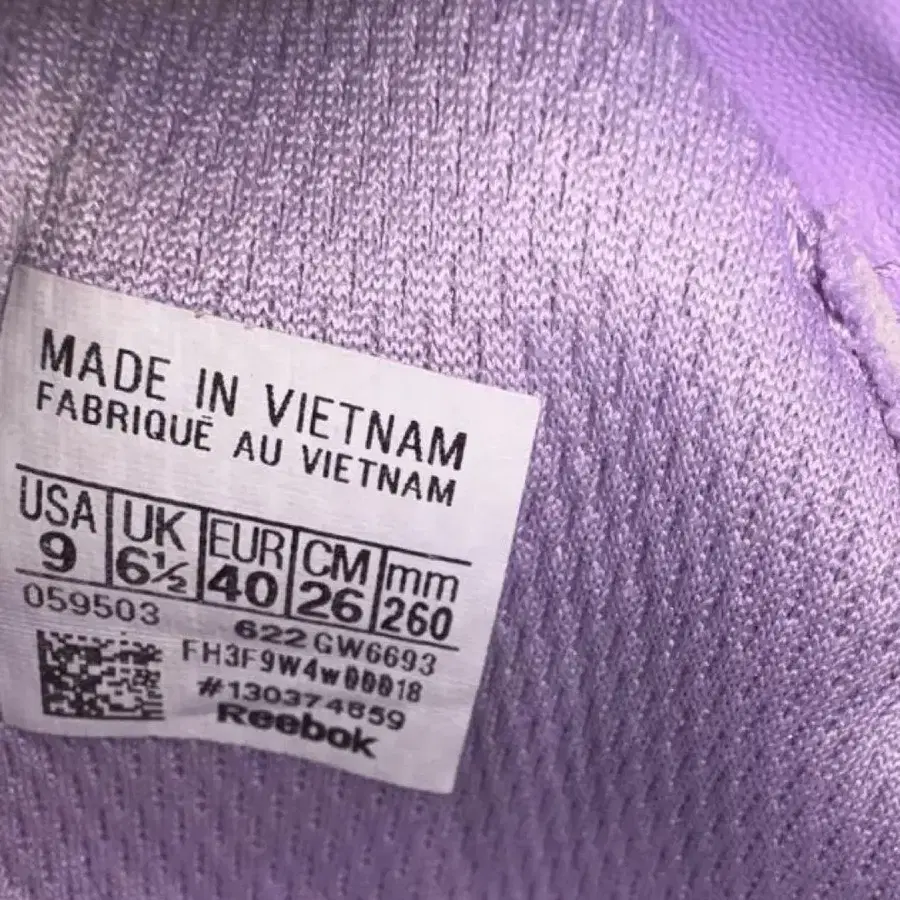 MADE IN VIETNAM
FABRIQUÉ AU VIETNAM
USA UK EUR CM mm
9 6½ 40 26 260
059503 622 GW6693
FH3F9W4w00018
#130374659
Reebok